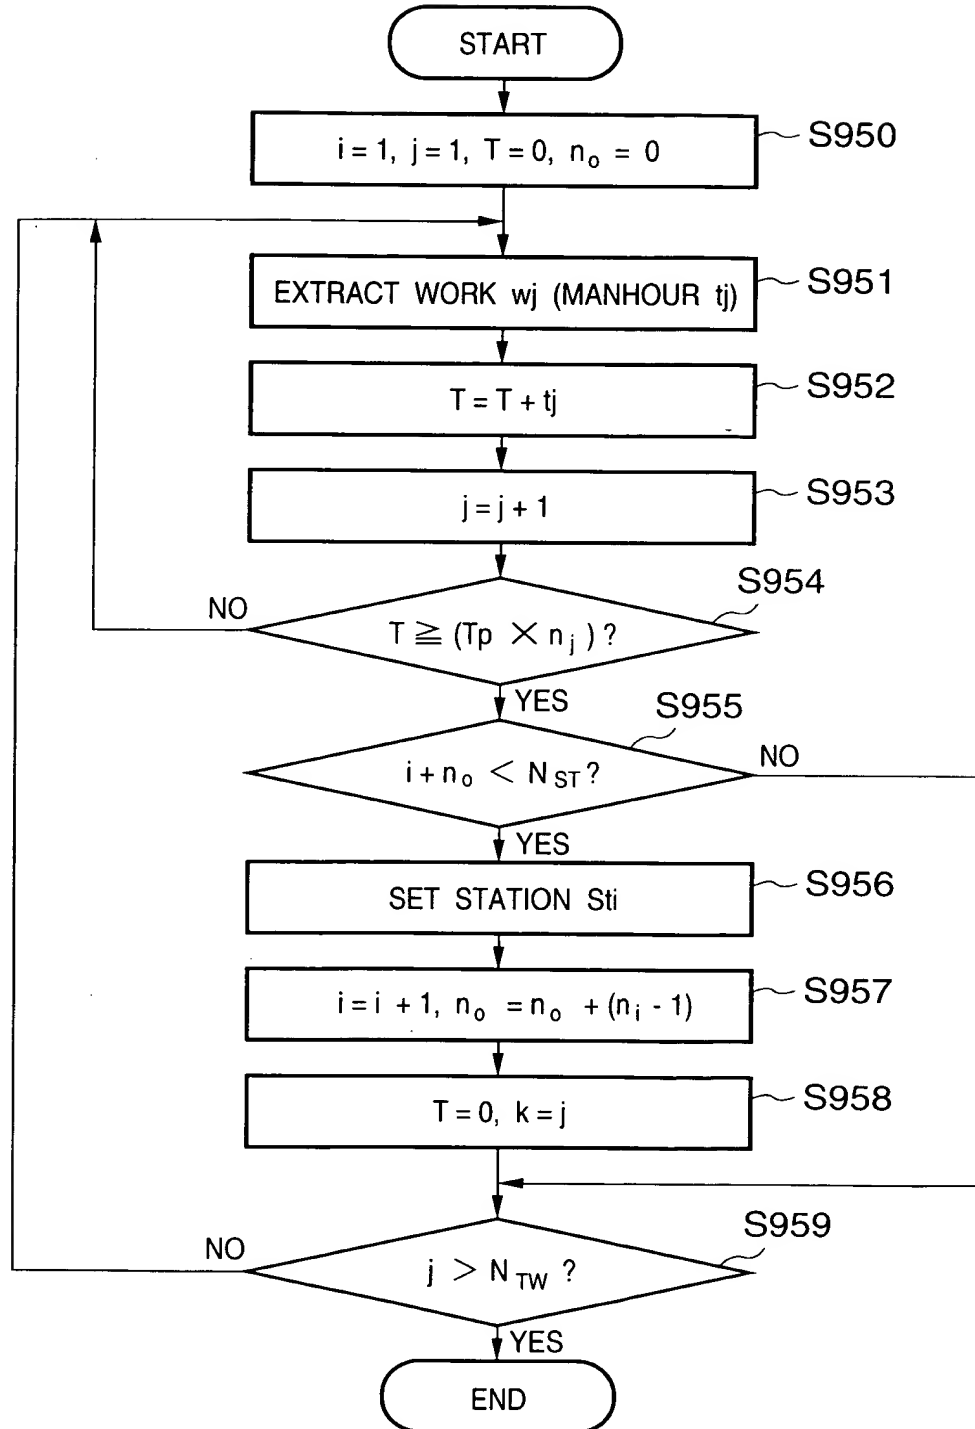 START
i = 1, j = 1, T = 0, n₀ = 0
S950
EXTRACT WORK wj (MANHOUR tj)
S951
T = T + tj
S952
j = j + 1
S953
S954
NO
T ≧ (Tp × nⱼ) ?
YES
S955
i + n₀ < N_ST ?
NO
YES
SET STATION Sti
S956
i = i + 1, n₀ = n₀ + (nᵢ - 1)
S957
T = 0, k = j
S958
S959
NO
j > N_TW ?
YES
END